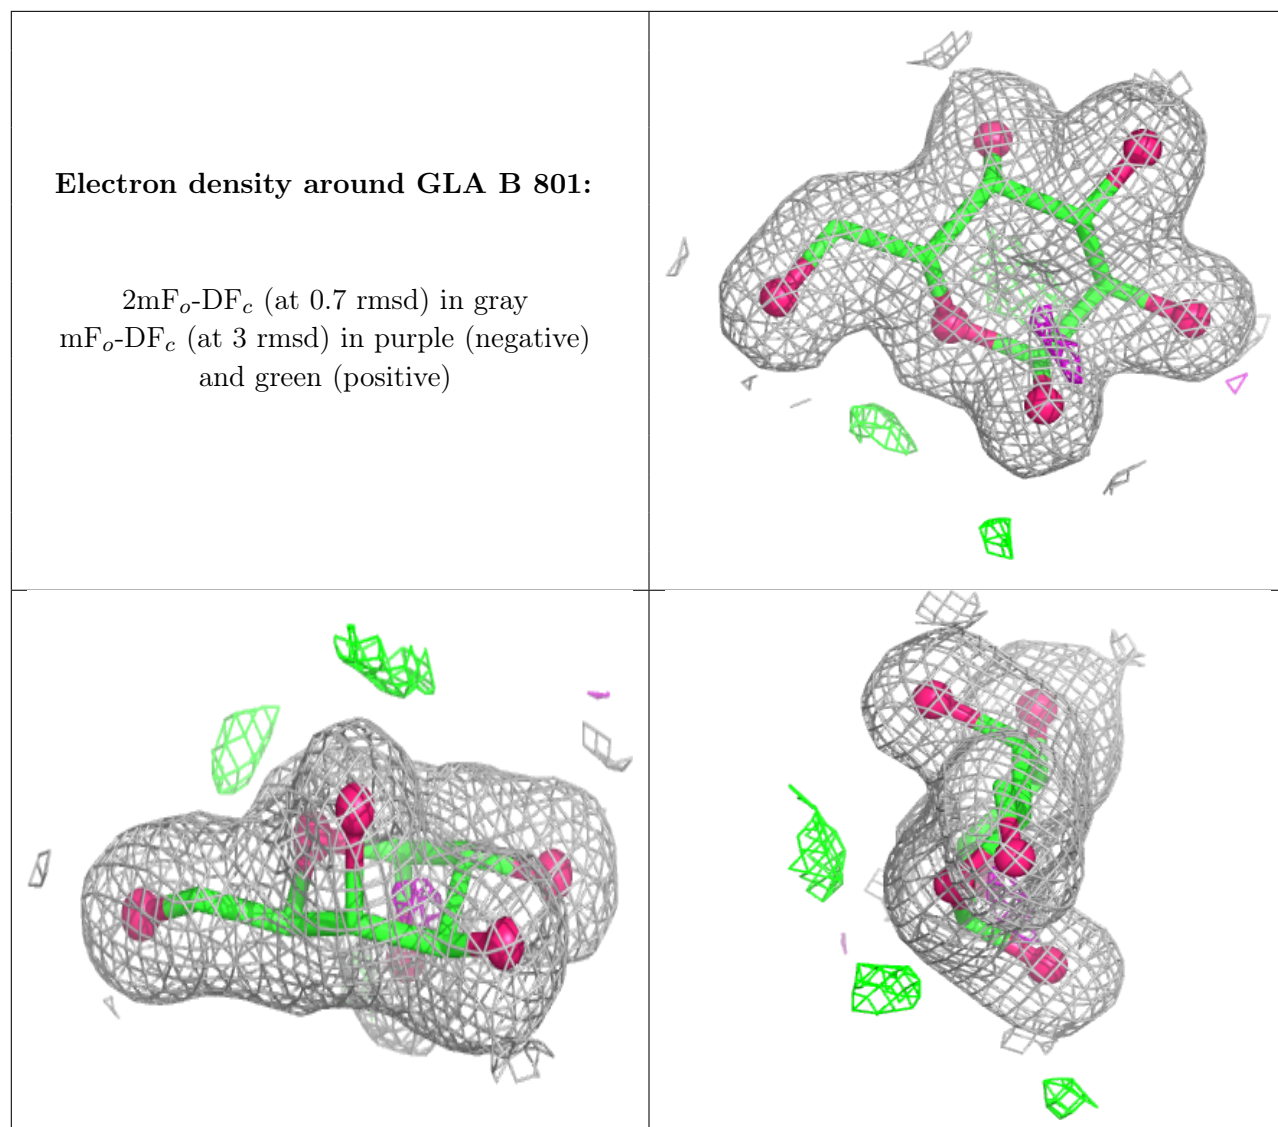 Electron density around GLA B 801:
2mFo-DFc (at 0.7 rmsd) in gray
mFo-DFc (at 3 rmsd) in purple (negative)
and green (positive)